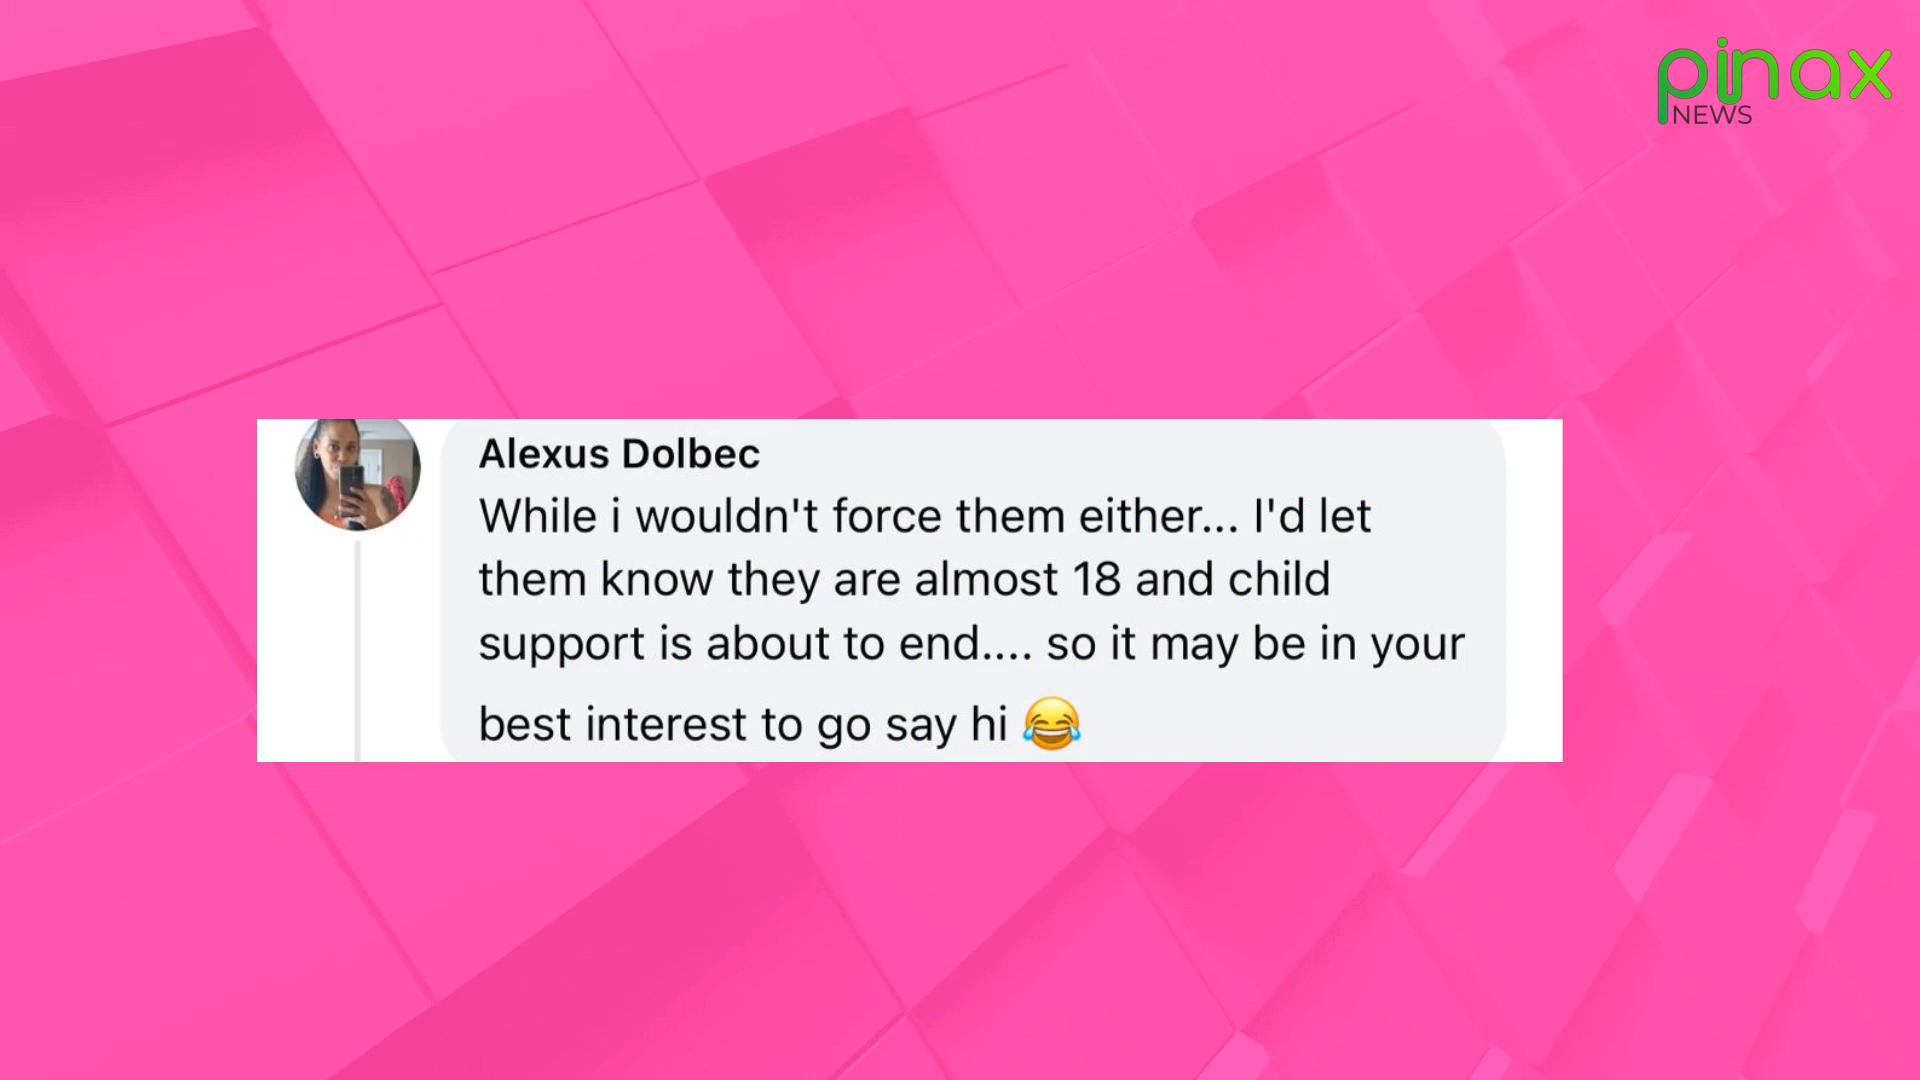 pinax
NEWS
Alexus Dolbec
While i wouldn't force them either... I'd let
them know they are almost 18 and child
support is about to end.... so it may be in your
best interest to go say hi 😂